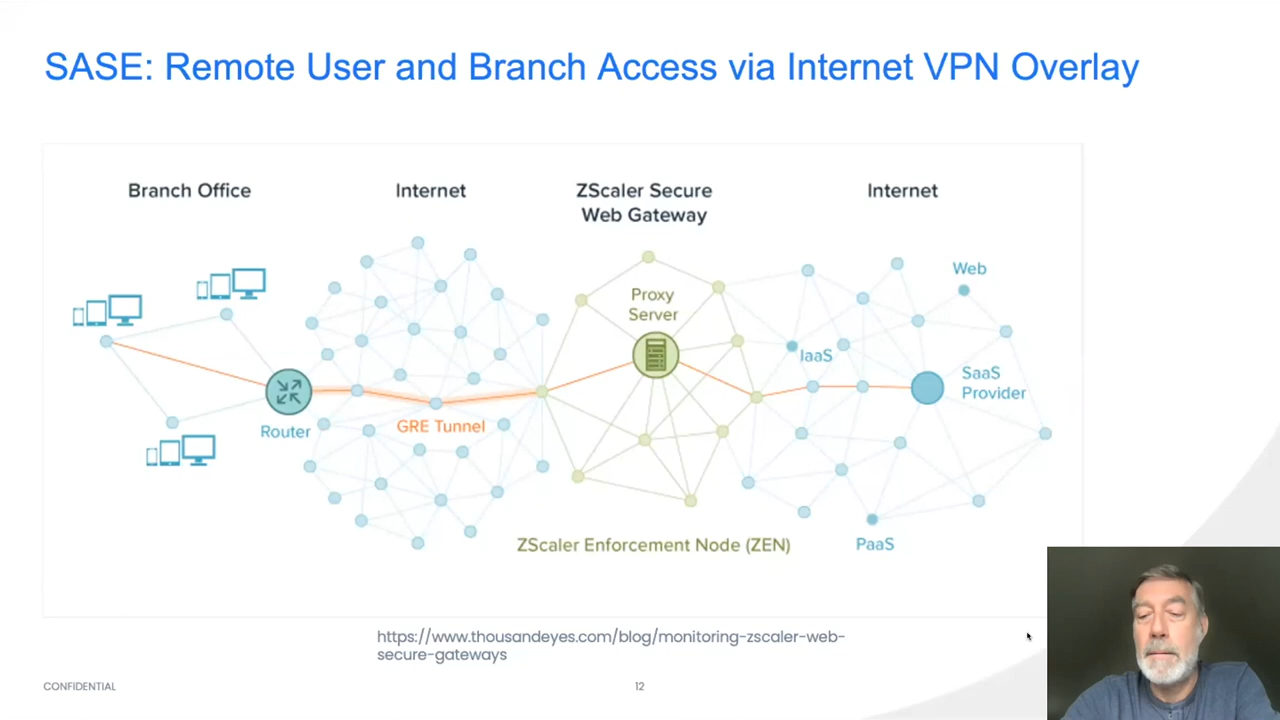 SASE: Remote User and Branch Access via Internet VPN Overlay
Branch Office
Internet
ZScaler Secure
Web Gateway
Internet
Web
Proxy
Server
IaaS
SaaS
Provider
Router
GRE Tunnel
ZScaler Enforcement Node (ZEN)
PaaS
https://www.thousandeyes.com/blog/monitoring-zscaler-web-
secure-gateways
CONFIDENTIAL
12